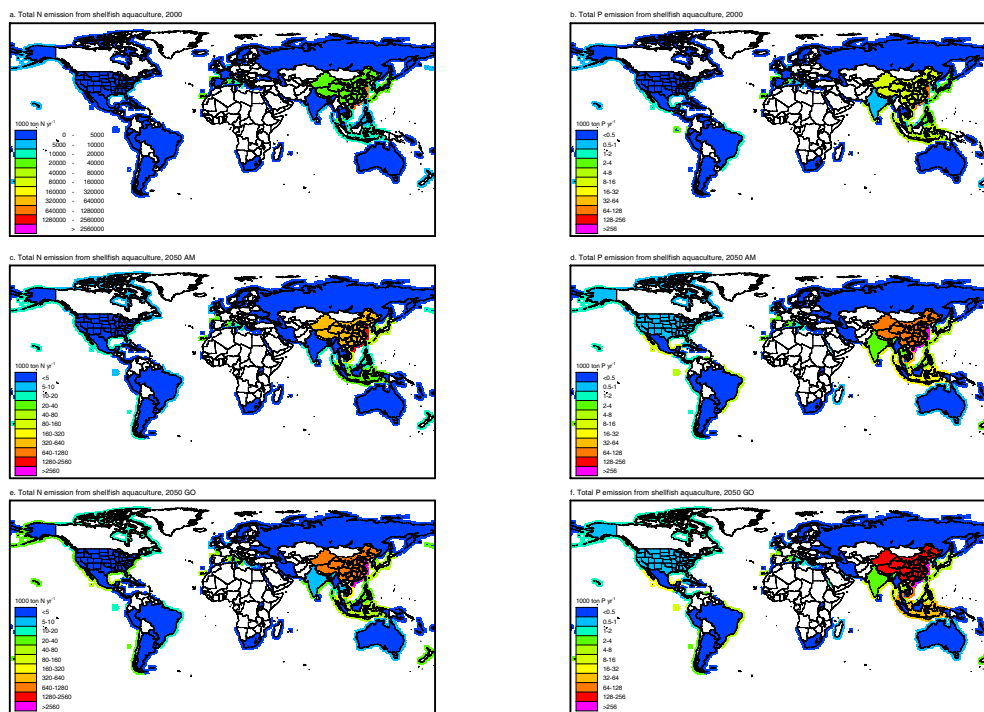 a. Total N emission from shellfish aquaculture, 2000
1000 ton N yr-1
0 - 5000
5000 - 10000
10000 - 20000
20000 - 40000
40000 - 80000
80000 - 160000
160000 - 320000
320000 - 640000
640000 - 1280000
1280000 - 2560000
> 2560000
b. Total P emission from shellfish aquaculture, 2000
1000 ton P yr-1
<0.5
0.5-1
1-2
2-4
4-8
8-16
16-32
32-64
64-128
128-256
>256
c. Total N emission from shellfish aquaculture, 2050 AM
1000 ton N yr-1
<5
5-10
10-20
20-40
40-80
80-160
160-320
320-640
640-1280
1280-2560
>2560
d. Total P emission from shellfish aquaculture, 2050 AM
1000 ton P yr-1
<0.5
0.5-1
1-2
2-4
4-8
8-16
16-32
32-64
64-128
128-256
>256
e. Total N emission from shellfish aquaculture, 2050 GO
1000 ton N yr-1
<5
5-10
10-20
20-40
40-80
80-160
160-320
320-640
640-1280
1280-2560
>2560
f. Total P emission from shellfish aquaculture, 2050 GO
1000 ton P yr-1
<0.5
0.5-1
1-2
2-4
4-8
8-16
16-32
32-64
64-128
128-256
>256